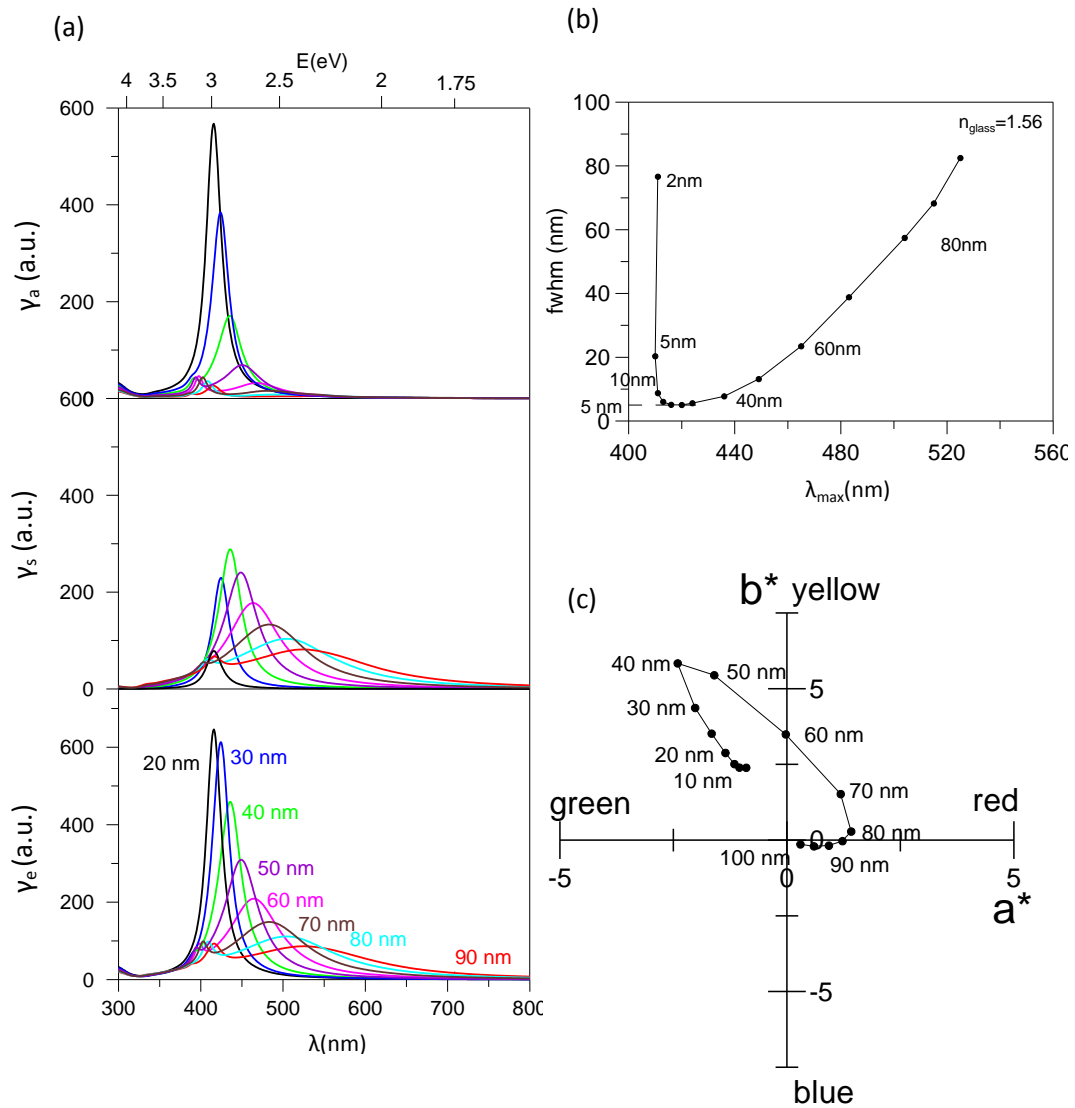 (a)
E(eV)
4 3.5 3 2.5 2 1.75
600
400
200
γa (a.u.)
600
400
200
0
γs (a.u.)
600
400
200
0
γe (a.u.)
20 nm
30 nm
40 nm
50 nm
60 nm
70 nm
80 nm
90 nm
300 400 500 600 700 800
λ(nm)
(b)
100
80
60
40
20
0
fwhm (nm)
nglass=1.56
2nm
5nm
10nm
5 nm
40nm
60nm
80nm
400 440 480 520 560
λmax(nm)
(c)
b* yellow
40 nm
50 nm
5
30 nm
60 nm
20 nm
10 nm
70 nm
green
red
80 nm
0
100 nm
90 nm
-5
0
5
a*
-5
blue